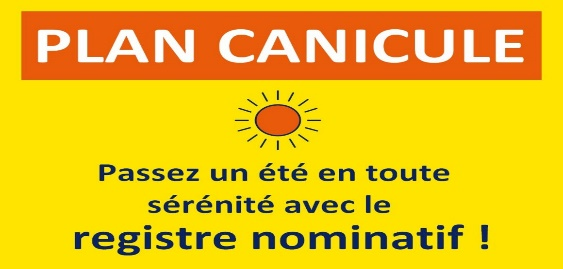 PLAN CANICULE
Passez un été en toute
sérénité avec le
registre nominatif !